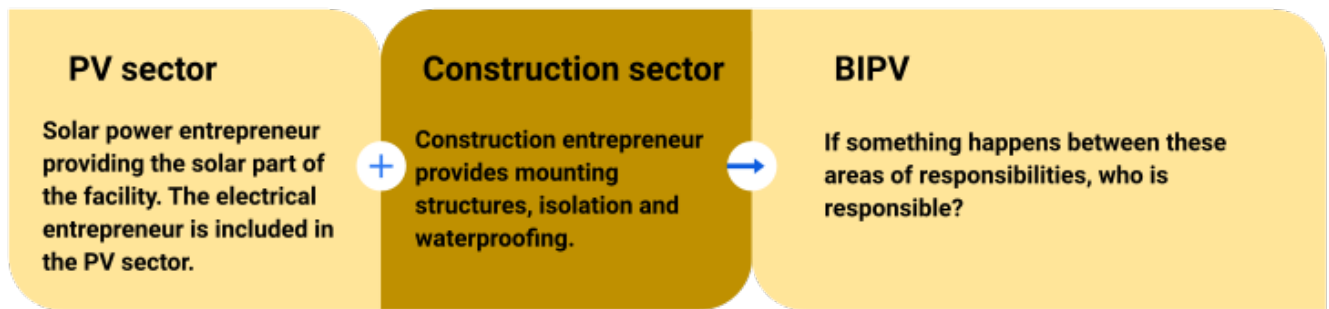 PV sector
Solar power entrepreneur
providing the solar part of
the facility. The electrical
entrepreneur is included in
the PV sector.
+
Construction sector
Construction entrepreneur
provides mounting
structures, isolation and
waterproofing.
→
BIPV
If something happens between these
areas of responsibilities, who is
responsible?